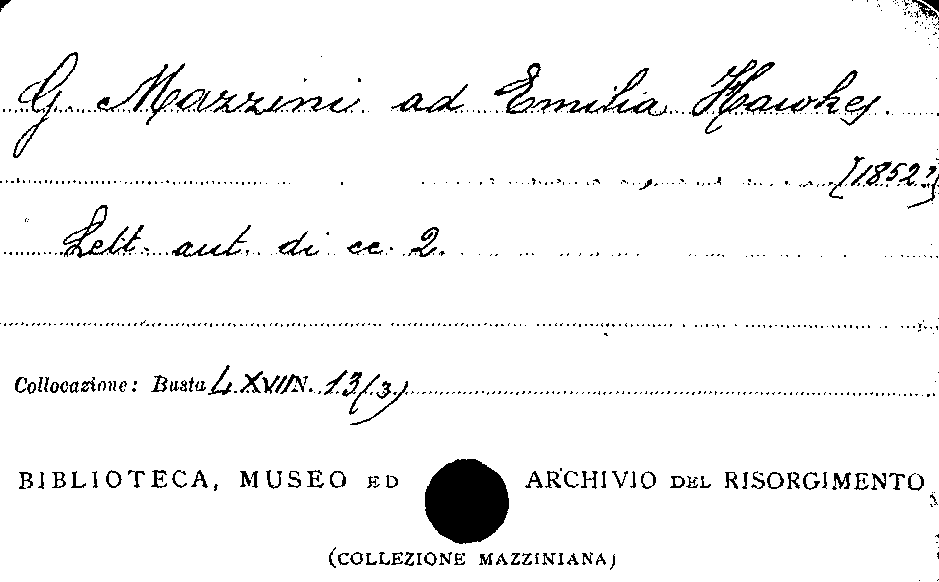 G. Mazzini ad Emilia Hawkes.
[1852?]
Lett. aut. di cc. 2.
Collocazione: Busta LXVII N. 13(3)
BIBLIOTECA, MUSEO ED ARCHIVIO DEL RISORGIMENTO
(COLLEZIONE MAZZINIANA)